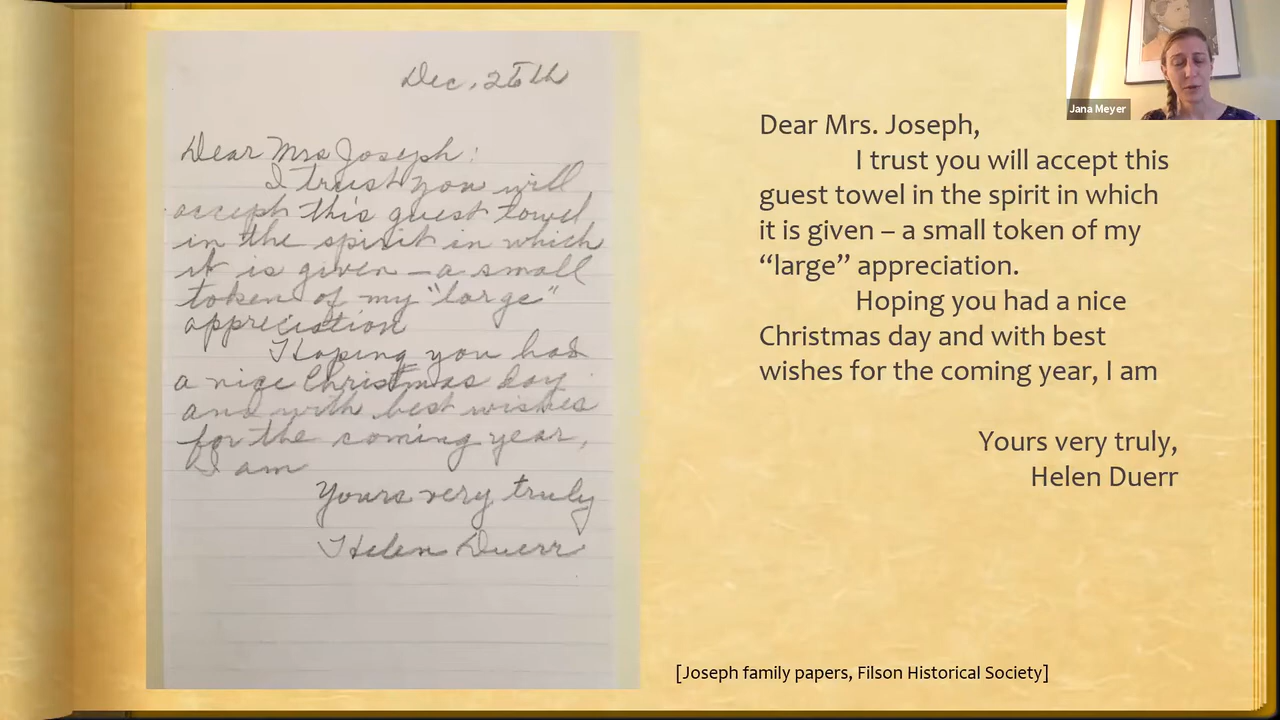 Dec. 26th
Dear Mrs Joseph:
I trust you will
accept this guest towel
in the spirit in which
it is given – a small
token of my "large"
appreciation
Hoping you had
a nice Christmas day
and with best wishes
for the coming year,
I am
Yours very truly
Helen Duerr
Jana Meyer
Dear Mrs. Joseph,
I trust you will accept this
guest towel in the spirit in which
it is given – a small token of my
“large” appreciation.
Hoping you had a nice
Christmas day and with best
wishes for the coming year, I am
Yours very truly,
Helen Duerr
[Joseph family papers, Filson Historical Society]